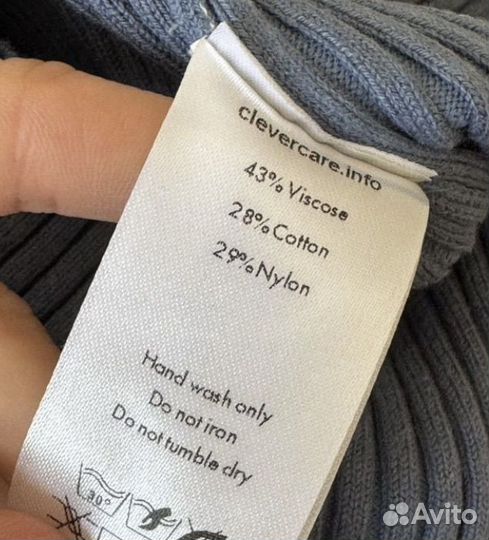 clevercare.info
43% Viscose
28% Cotton
29% Nylon
Hand wash only
Do not iron
Do not tumble dry
30°
Avito